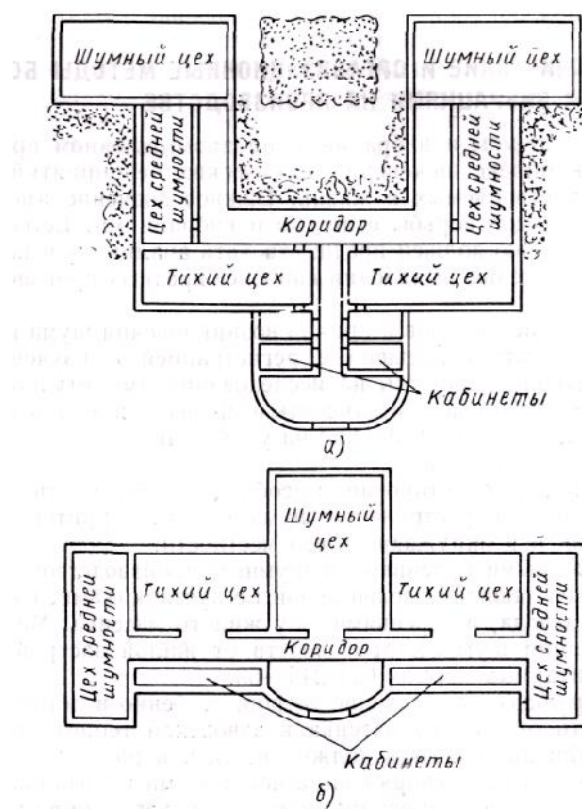 Шумный цех
Шумный цех
Цех средней
шумности
Цех средней
шумности
Коридор
Тихий цех
Тихий цех
Кабинеты
а)
Шумный
цех
Цех средней
шумности
Тихий цех
Тихий цех
Цех средней
шумности
Коридор
Кабинеты
б)